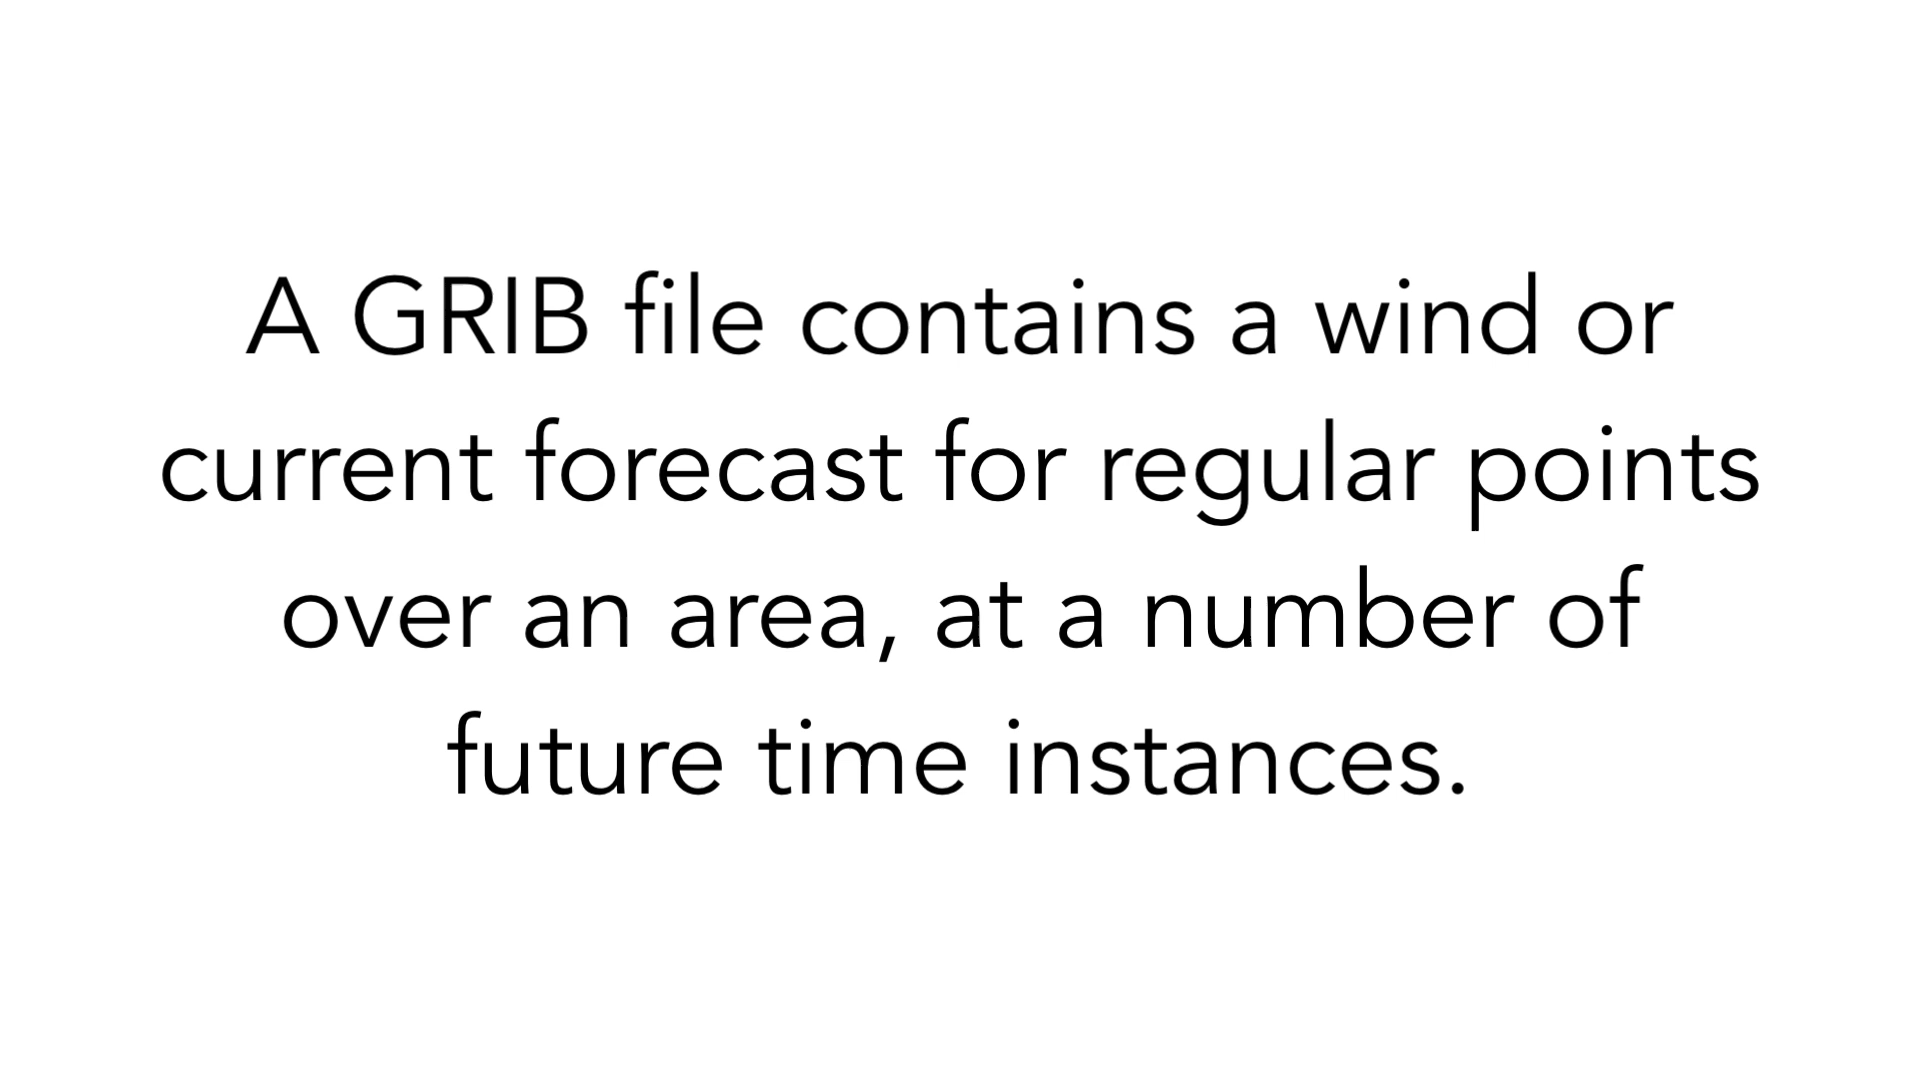 A GRIB file contains a wind or
current forecast for regular points
over an area, at a number of
future time instances.